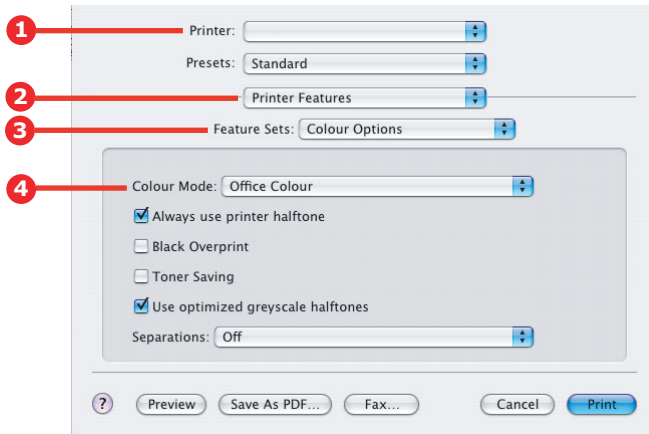 1 Printer:
Presets: Standard
2 Printer Features
3 Feature Sets: Colour Options
4 Colour Mode: Office Colour
Always use printer halftone
Black Overprint
Toner Saving
Use optimized greyscale halftones
Separations: Off
? Preview Save As PDF... Fax... Cancel Print